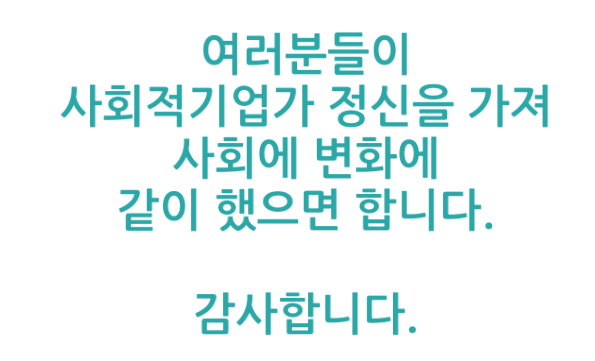 여러분들이
사회적기업가 정신을 가져
사회에 변화에
같이 했으면 합니다.
감사합니다.